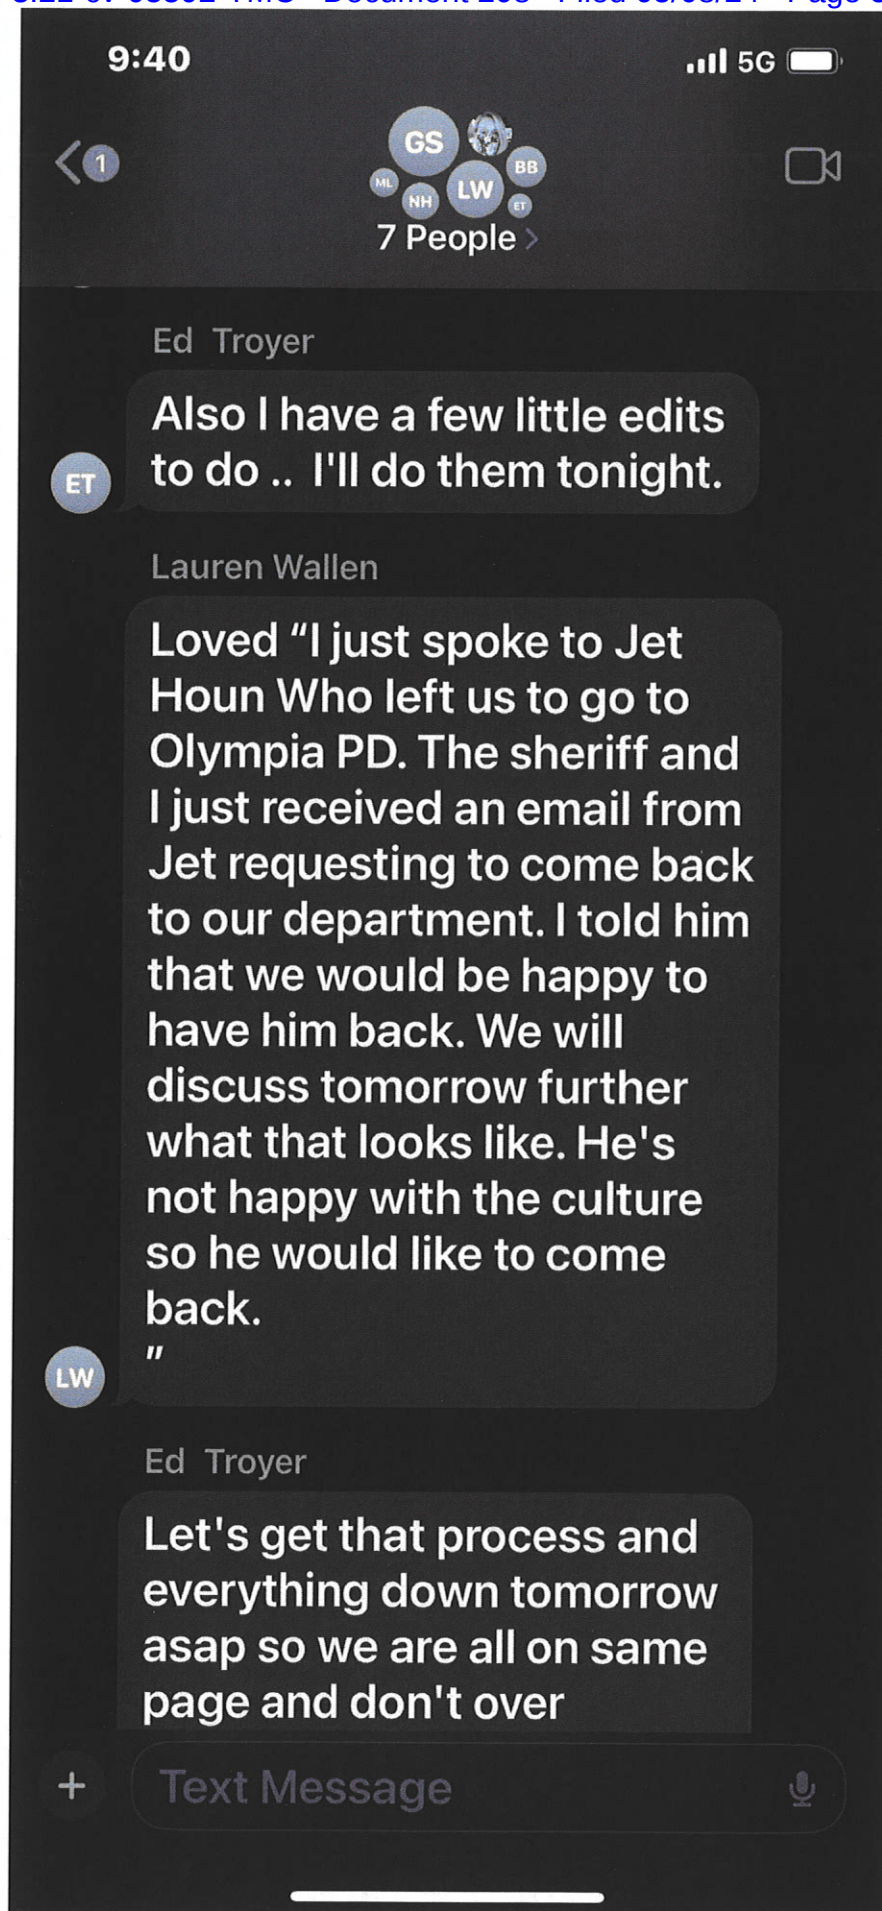 9:40
5G
1
GS
BB
ML
LW
NH
ET
7 People
Ed Troyer
Also I have a few little edits
to do .. I'll do them tonight.
ET
Lauren Wallen
Loved “I just spoke to Jet
Houn Who left us to go to
Olympia PD. The sheriff and
I just received an email from
Jet requesting to come back
to our department. I told him
that we would be happy to
have him back. We will
discuss tomorrow further
what that looks like. He's
not happy with the culture
so he would like to come
back.
”
LW
Ed Troyer
Let's get that process and
everything down tomorrow
asap so we are all on same
page and don't over
Text Message